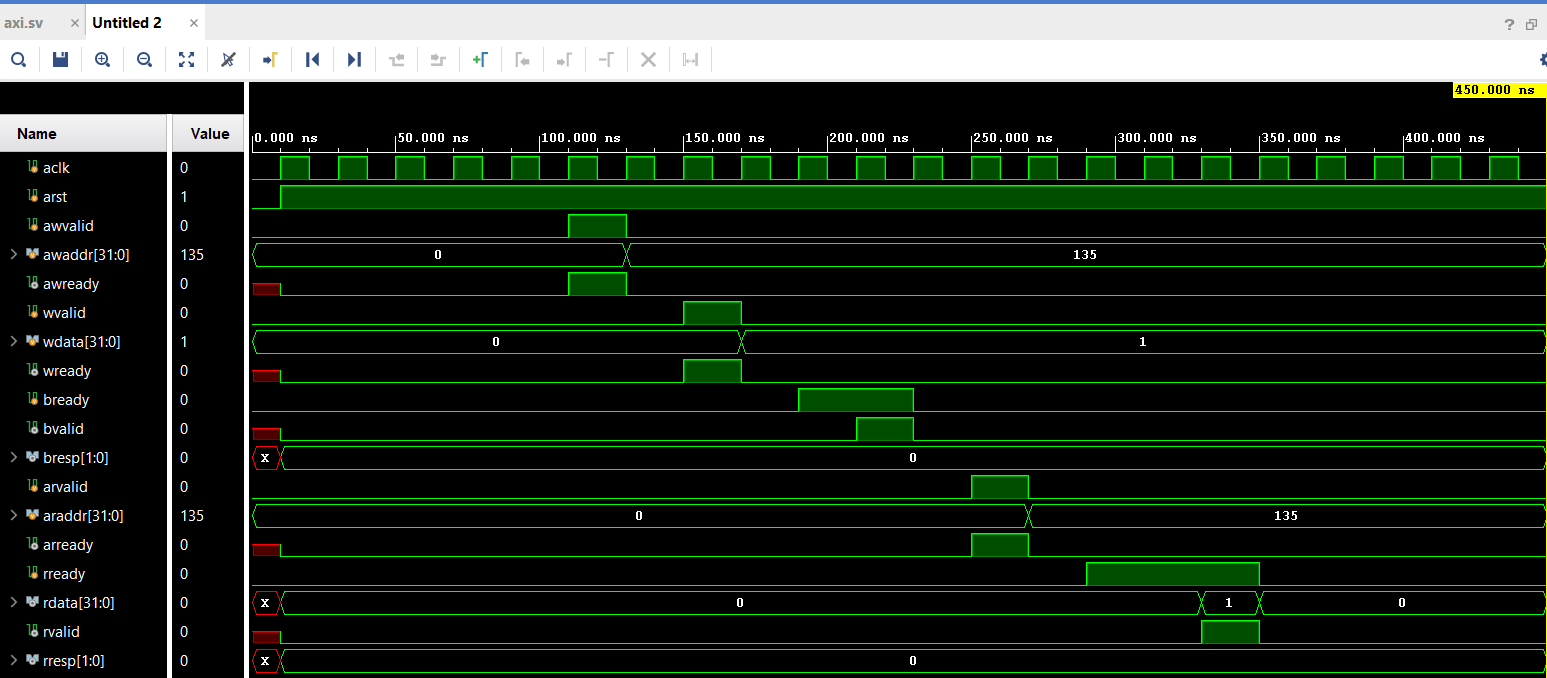 axi.sv × Untitled 2 ×
?
450.000 ns
Name Value 0.000 ns 50.000 ns 100.000 ns 150.000 ns 200.000 ns 250.000 ns 300.000 ns 350.000 ns 400.000 ns
aclk 0
arst 1
awvalid 0
awaddr[31:0] 135 0 135
awready 0
wvalid 0
wdata[31:0] 1 0 1
wready 0
bready 0
bvalid 0
bresp[1:0] 0 X 0
arvalid 0
araddr[31:0] 135 0 135
arready 0
rready 0
rdata[31:0] 0 X 0 1 0
rvalid 0
rresp[1:0] 0 X 0